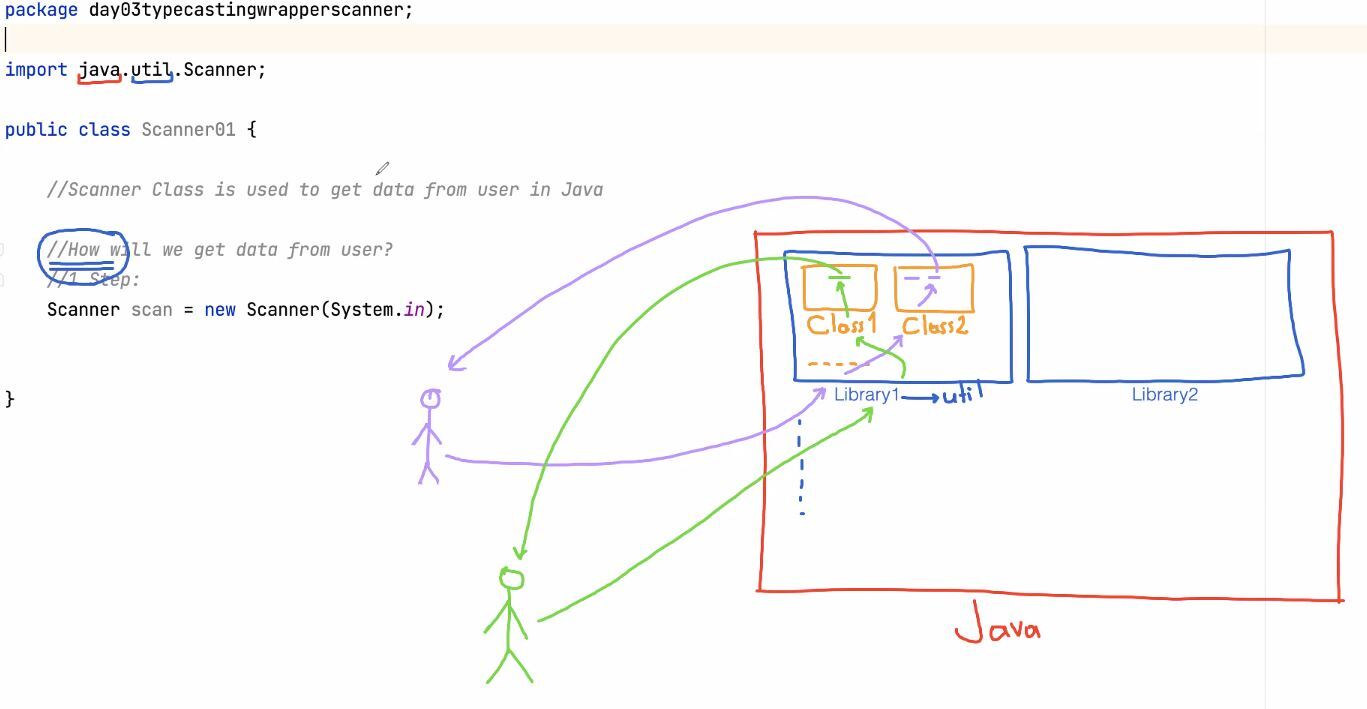 package day03typecastingwrapperscanner;
import java.util.Scanner;
public class Scanner01 {
//Scanner Class is used to get data from user in Java
//How will we get data from user?
//1.Step:
Scanner scan = new Scanner(System.in);
}
Class1 Class2
Library1 util
Library2
Java